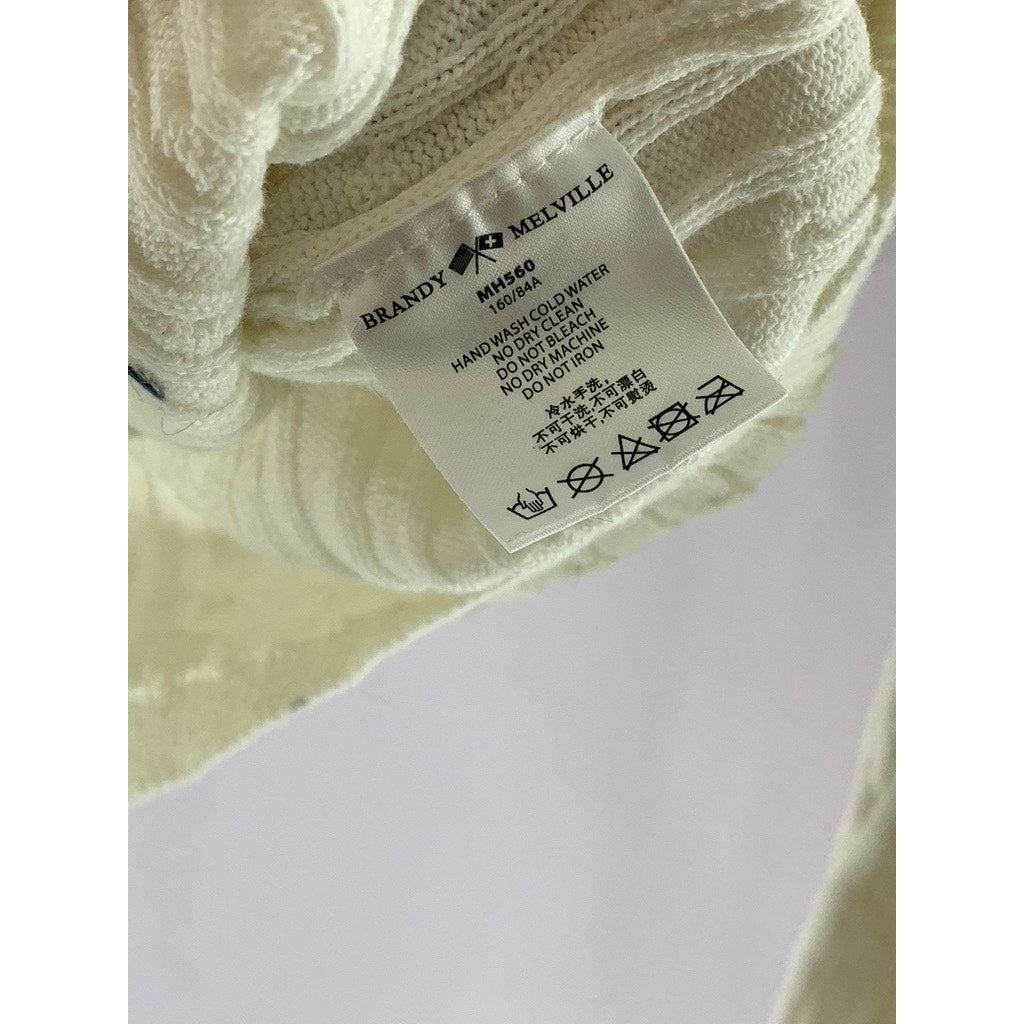 BRANDY MELVILLE
MH560
160/84A
HAND WASH COLD WATER
NO DRY CLEAN
DO NOT BLEACH
NO DRY MACHINE
DO NOT IRON
冷水手洗,
不可干洗,不可漂白
不可烘干,不可熨烫